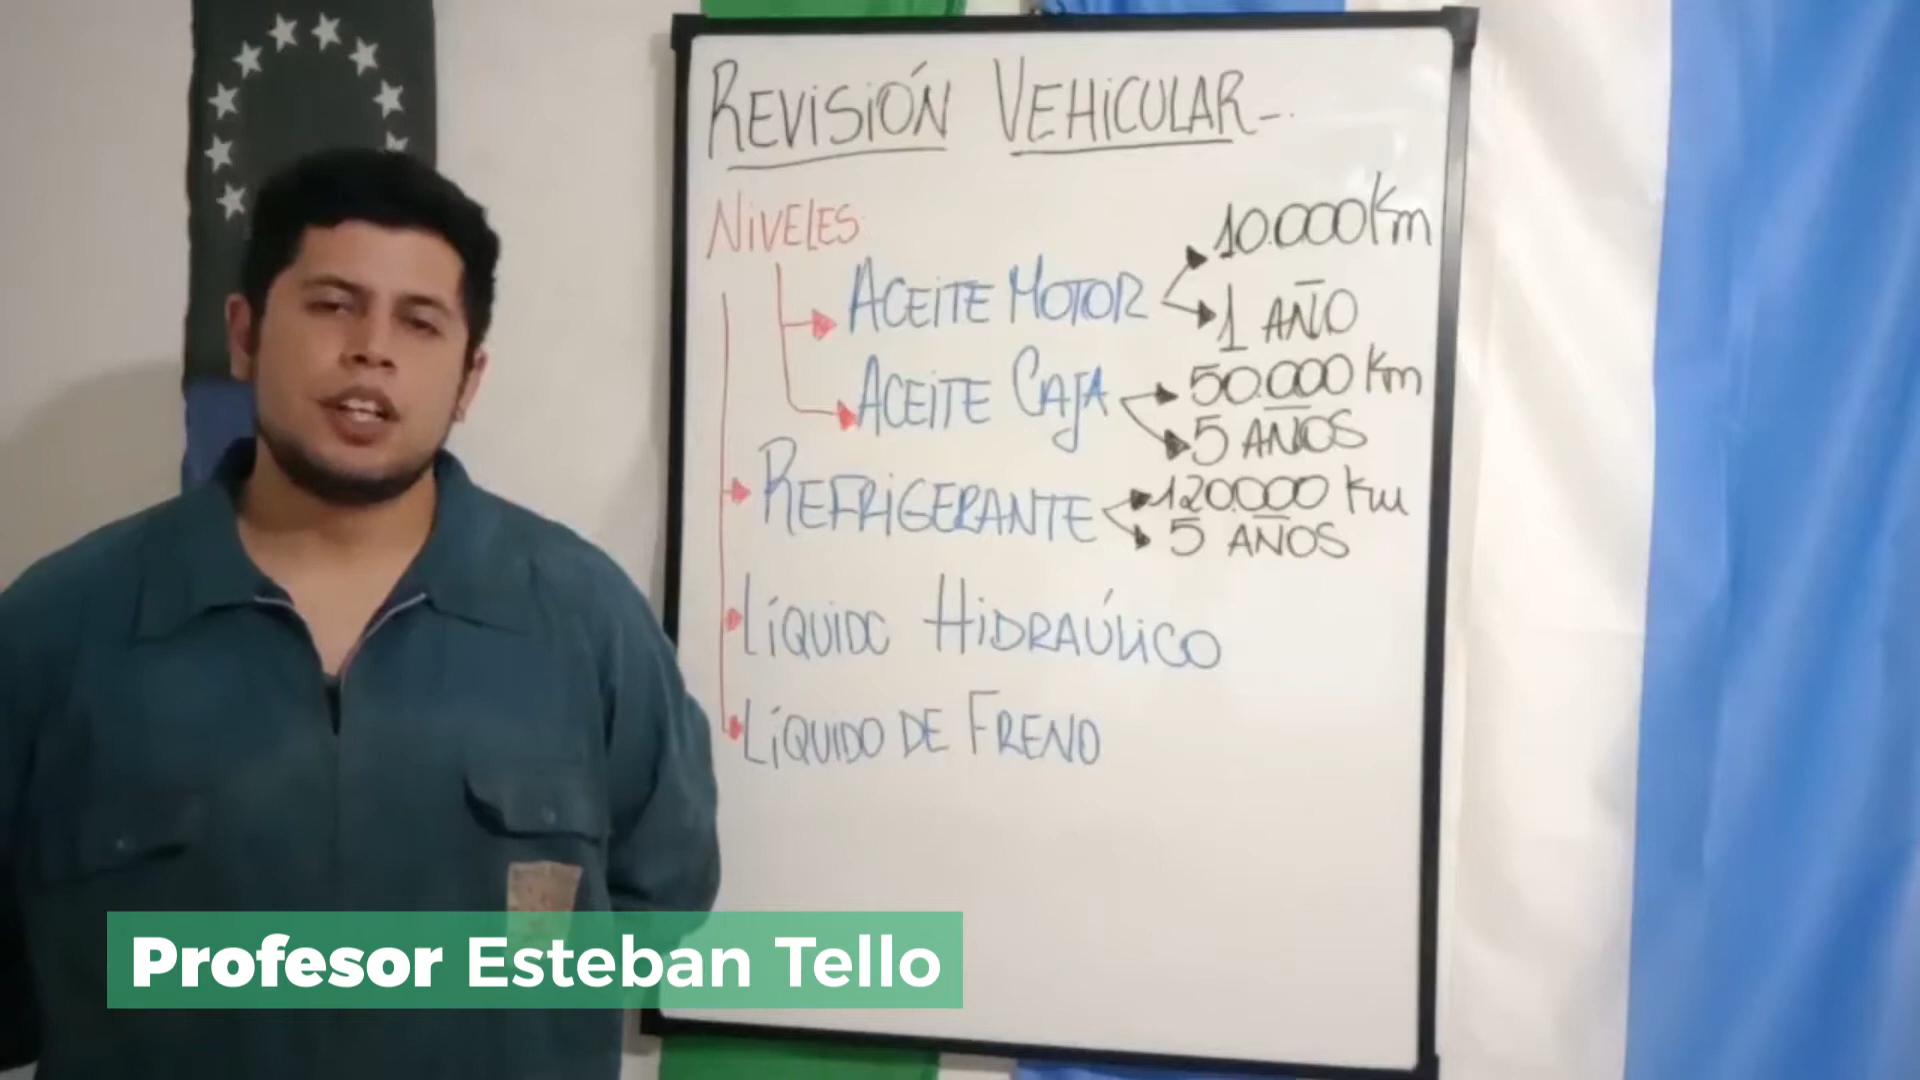 REVISIÓN VEHICULAR-.
NIVELES
10.000 Km
ACEITE MOTOR
1 AÑO
50.000 Km
ACEITE CAJA
5 AÑOS
120.000 Km
REFRIGERANTE
5 AÑOS
LÍQUIDO HIDRAÚLICO
LÍQUIDO DE FRENO
Profesor Esteban Tello